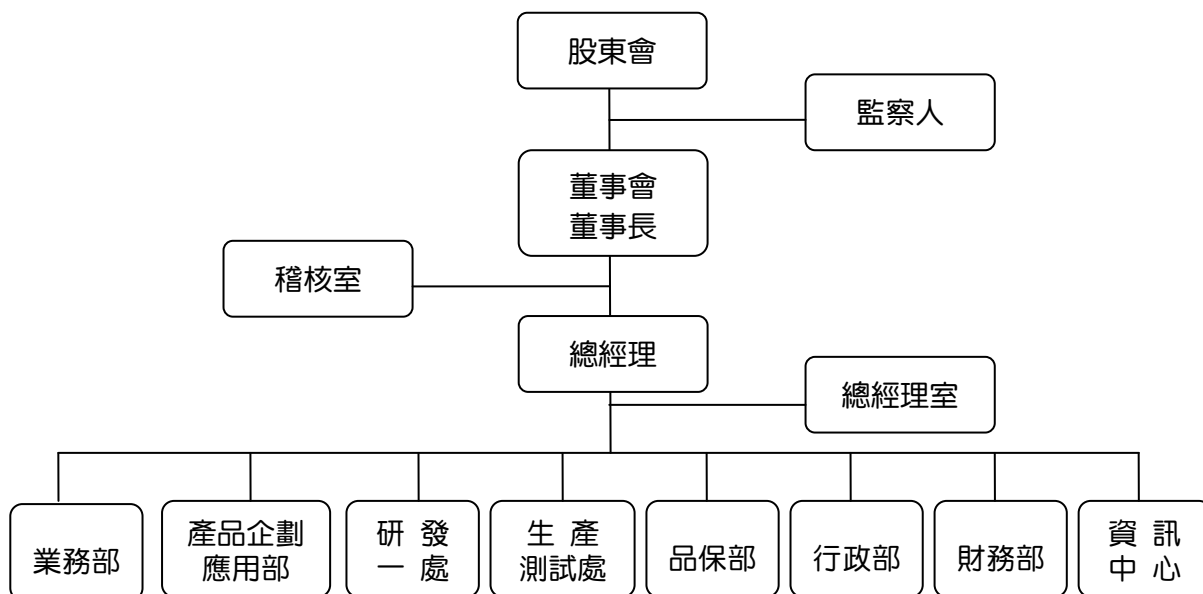 股東會
監察人
董事會
董事長
稽核室
總經理
總經理室
業務部
產品企劃
應用部
研 發
一 處
生 產
測試處
品保部
行政部
財務部
資 訊
中 心